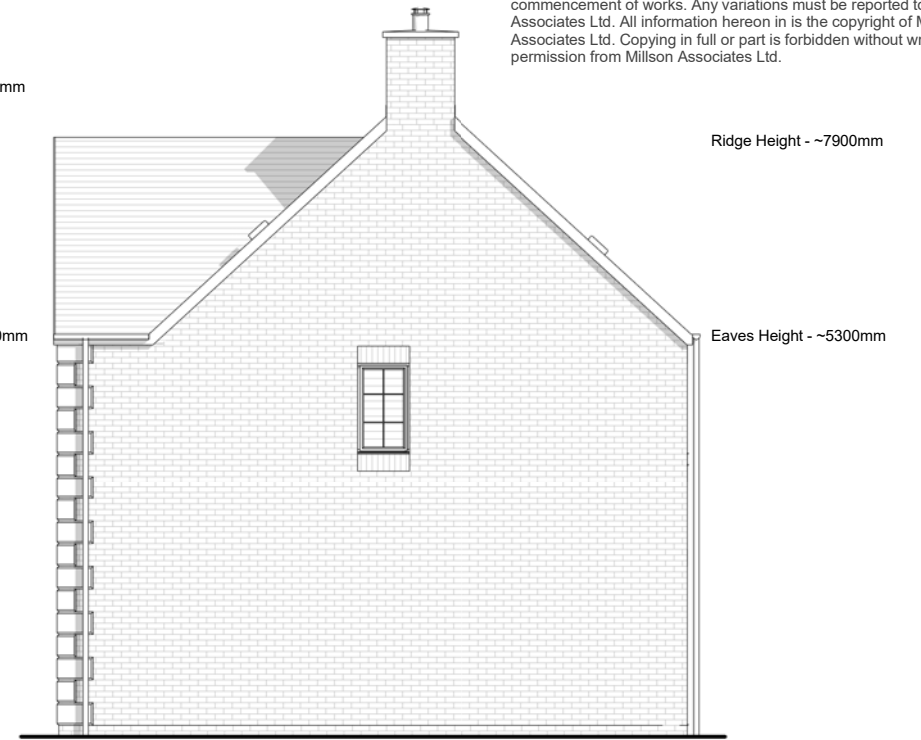 commencement of works. Any variations must be reported to
Associates Ltd. All information hereon in is the copyright of
Associates Ltd. Copying in full or part is forbidden without
permission from Millson Associates Ltd.
mm
Ridge Height - ~7900mm
mm
Eaves Height - ~5300mm